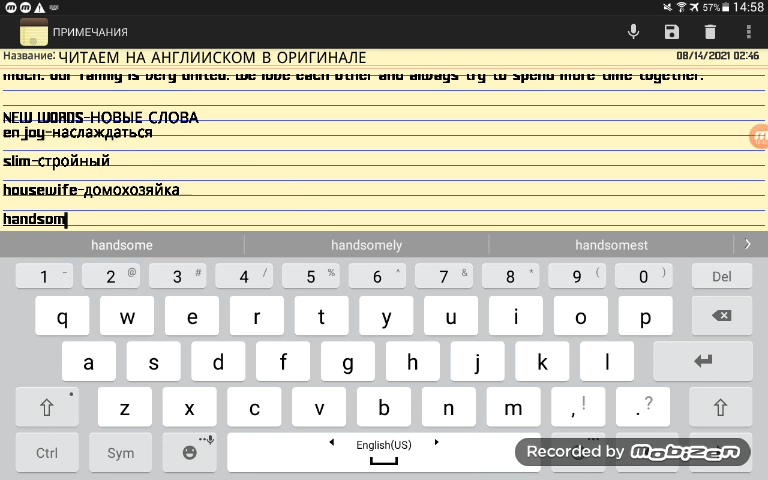 57% 14:58
ПРИМЕЧАНИЯ
Название: ЧИТАЕМ НА АНГЛИИСКОМ В ОРИГИНАЛЕ 08/14/2021 02:46
much. Our family is very united. We love each other and always try to spend more time together.
NEW WORDS-НОВЫЕ СЛОВА
enjoy-наслаждаться
slim-стройный
housewife-домохозяйка
handsom
handsome handsomely handsomest
1 - 2 @ 3 # 4 / 5 % 6 ^ 7 & 8 * 9 ( 0 ) Del
q w e r t y u i o p
a s d f g h j k l
z x c v b n m , ! . ?
Ctrl Sym English(US)
Recorded by mobizen